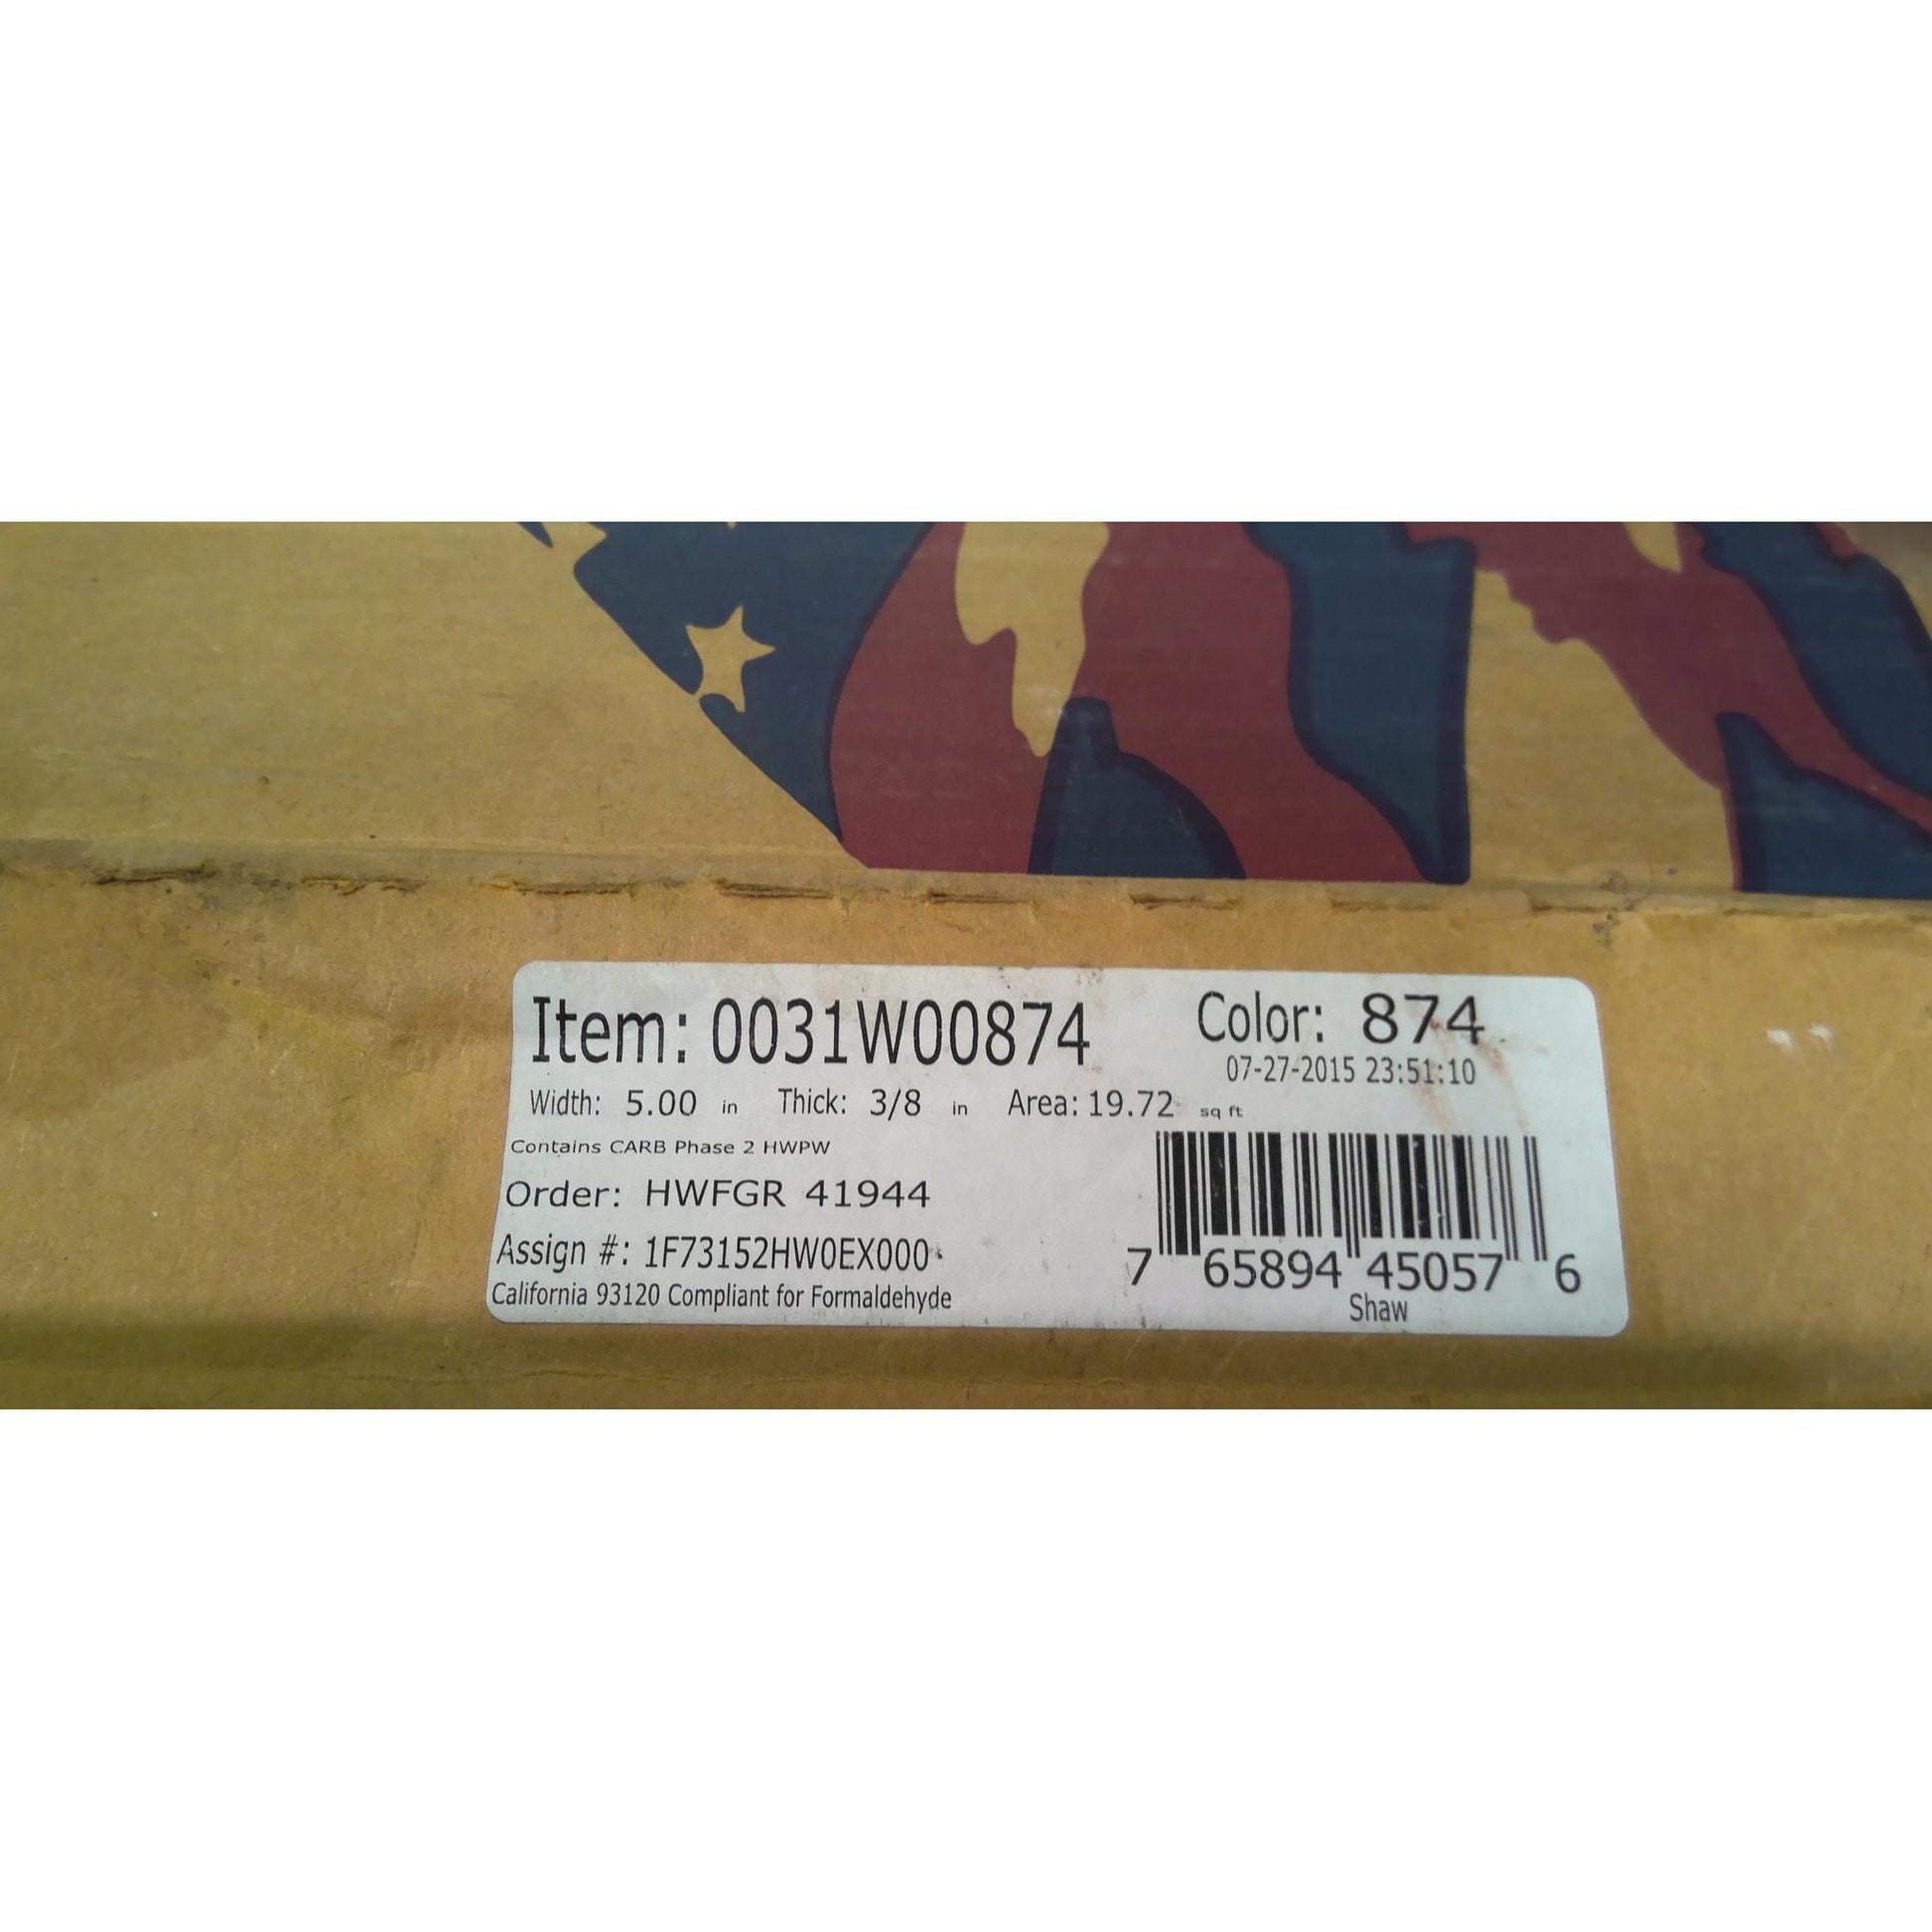 Item: 0031W00874 Color: 874
07-27-2015 23:51:10
Width: 5.00 in Thick: 3/8 in Area: 19.72 sq ft
Contains CARB Phase 2 HWPW
Order: HWFGR 41944
Assign #: 1F73152HW0EX000
California 93120 Compliant for Formaldehyde
7 65894 45057 6
Shaw